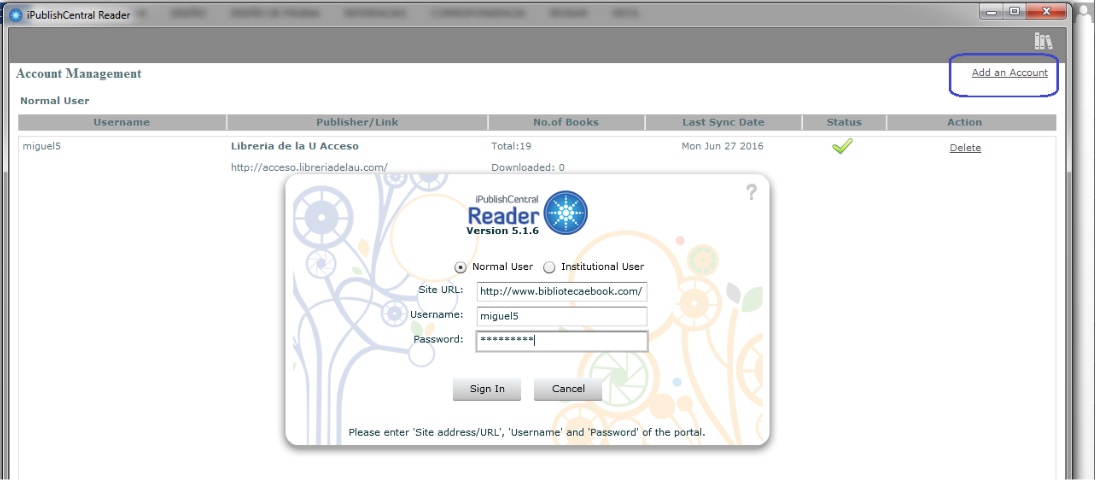 iPublishCentral Reader
Account Management
Add an Account
Normal User
Username Publisher/Link No.of Books Last Sync Date Status Action
miguel5 Libreria de la U Acceso Total:19 Mon Jun 27 2016 Delete
http://acceso.libreriadelau.com/ Downloaded: 0
?
iPublishCentral
Reader
Version 5.1.6
Normal User Institutional User
Site URL: http://www.bibliotecaebook.com/
Username: miguel5
Password: *********
Sign In Cancel
Please enter 'Site address/URL', 'Username' and 'Password' of the portal.